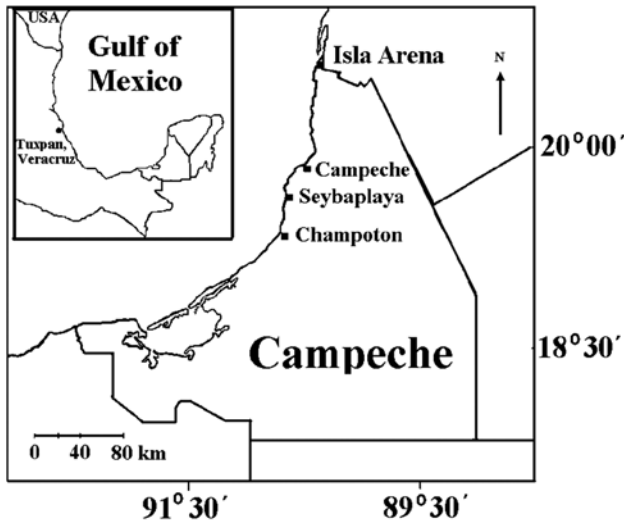 USA
Gulf of
Mexico
Tuxpan,
Veracruz
Isla Arena
N
20°00´
Campeche
Seybaplaya
Champoton
Campeche
18°30´
0 40 80 km
91°30´
89°30´